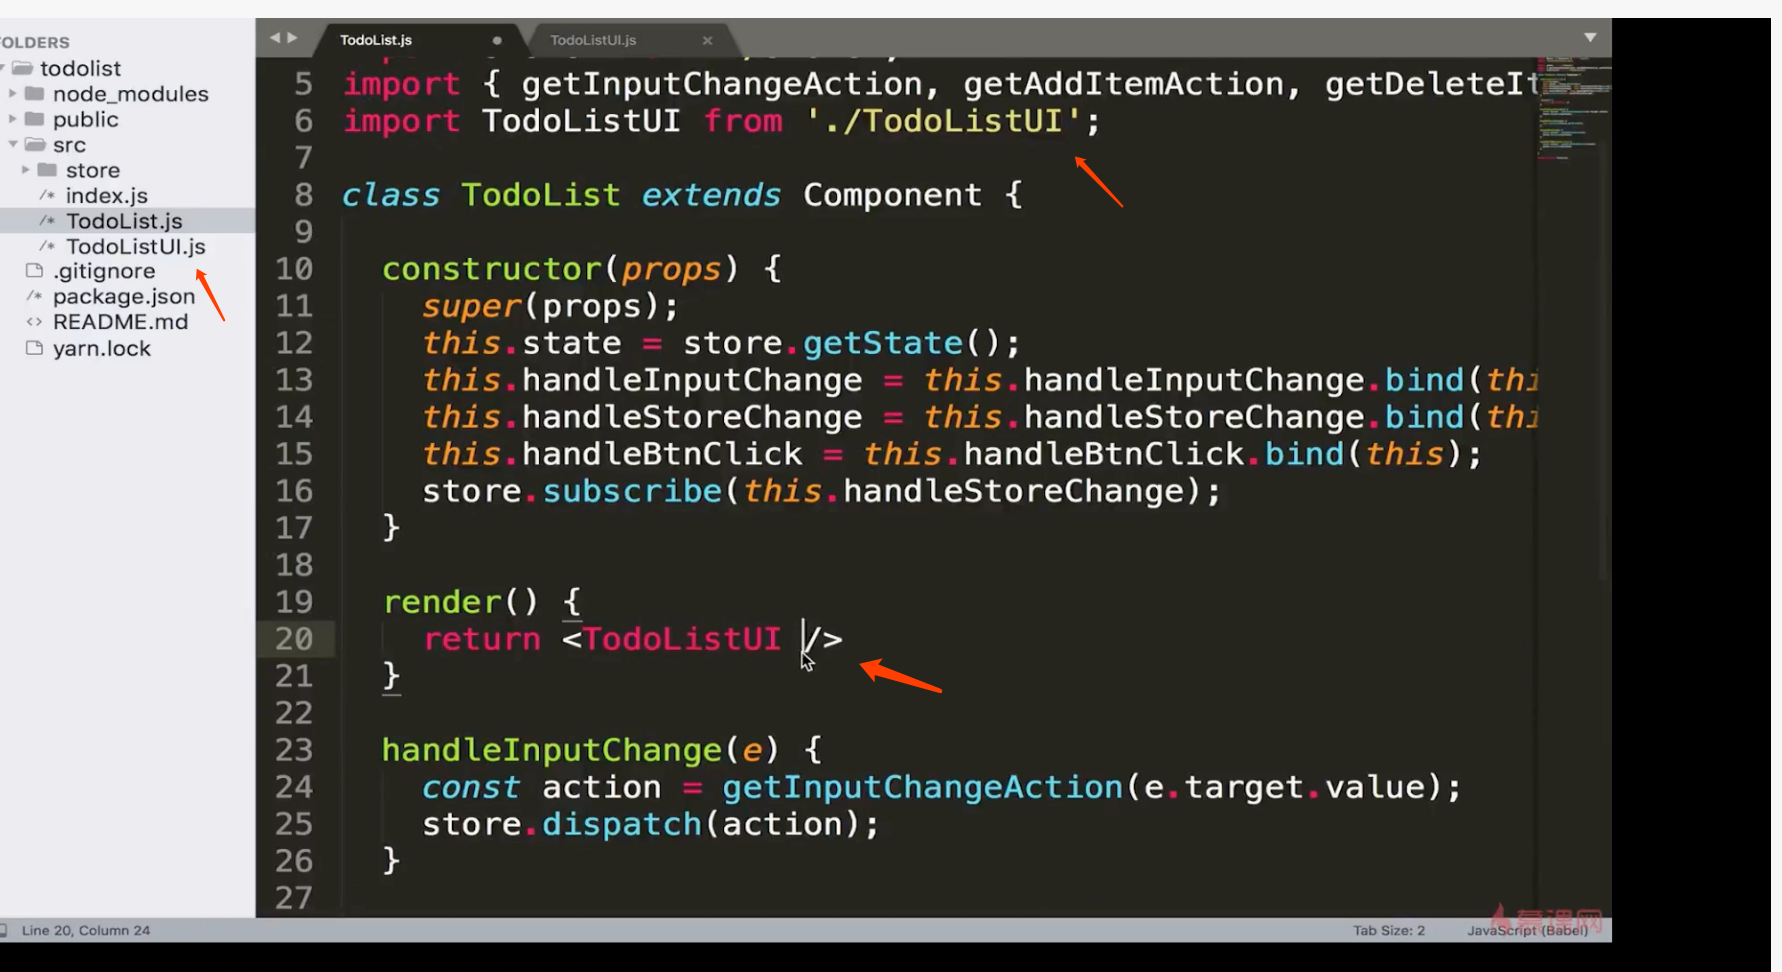 FOLDERS
todolist
node_modules
public
src
store
/* index.js
/* TodoList.js
/* TodoListUI.js
.gitignore
/* package.json
<> README.md
yarn.lock
TodoList.js
TodoListUI.js ×
5 import { getInputChangeAction, getAddItemAction, getDeleteIt
6 import TodoListUI from './TodoListUI';
7
8 class TodoList extends Component {
9
10 constructor(props) {
11 super(props);
12 this.state = store.getState();
13 this.handleInputChange = this.handleInputChange.bind(thi
14 this.handleStoreChange = this.handleStoreChange.bind(thi
15 this.handleBtnClick = this.handleBtnClick.bind(this);
16 store.subscribe(this.handleStoreChange);
17 }
18
19 render() {
20 return <TodoListUI />
21 }
22
23 handleInputChange(e) {
24 const action = getInputChangeAction(e.target.value);
25 store.dispatch(action);
26 }
27
慕课网
Line 20, Column 24
Tab Size: 2
JavaScript (Babel)